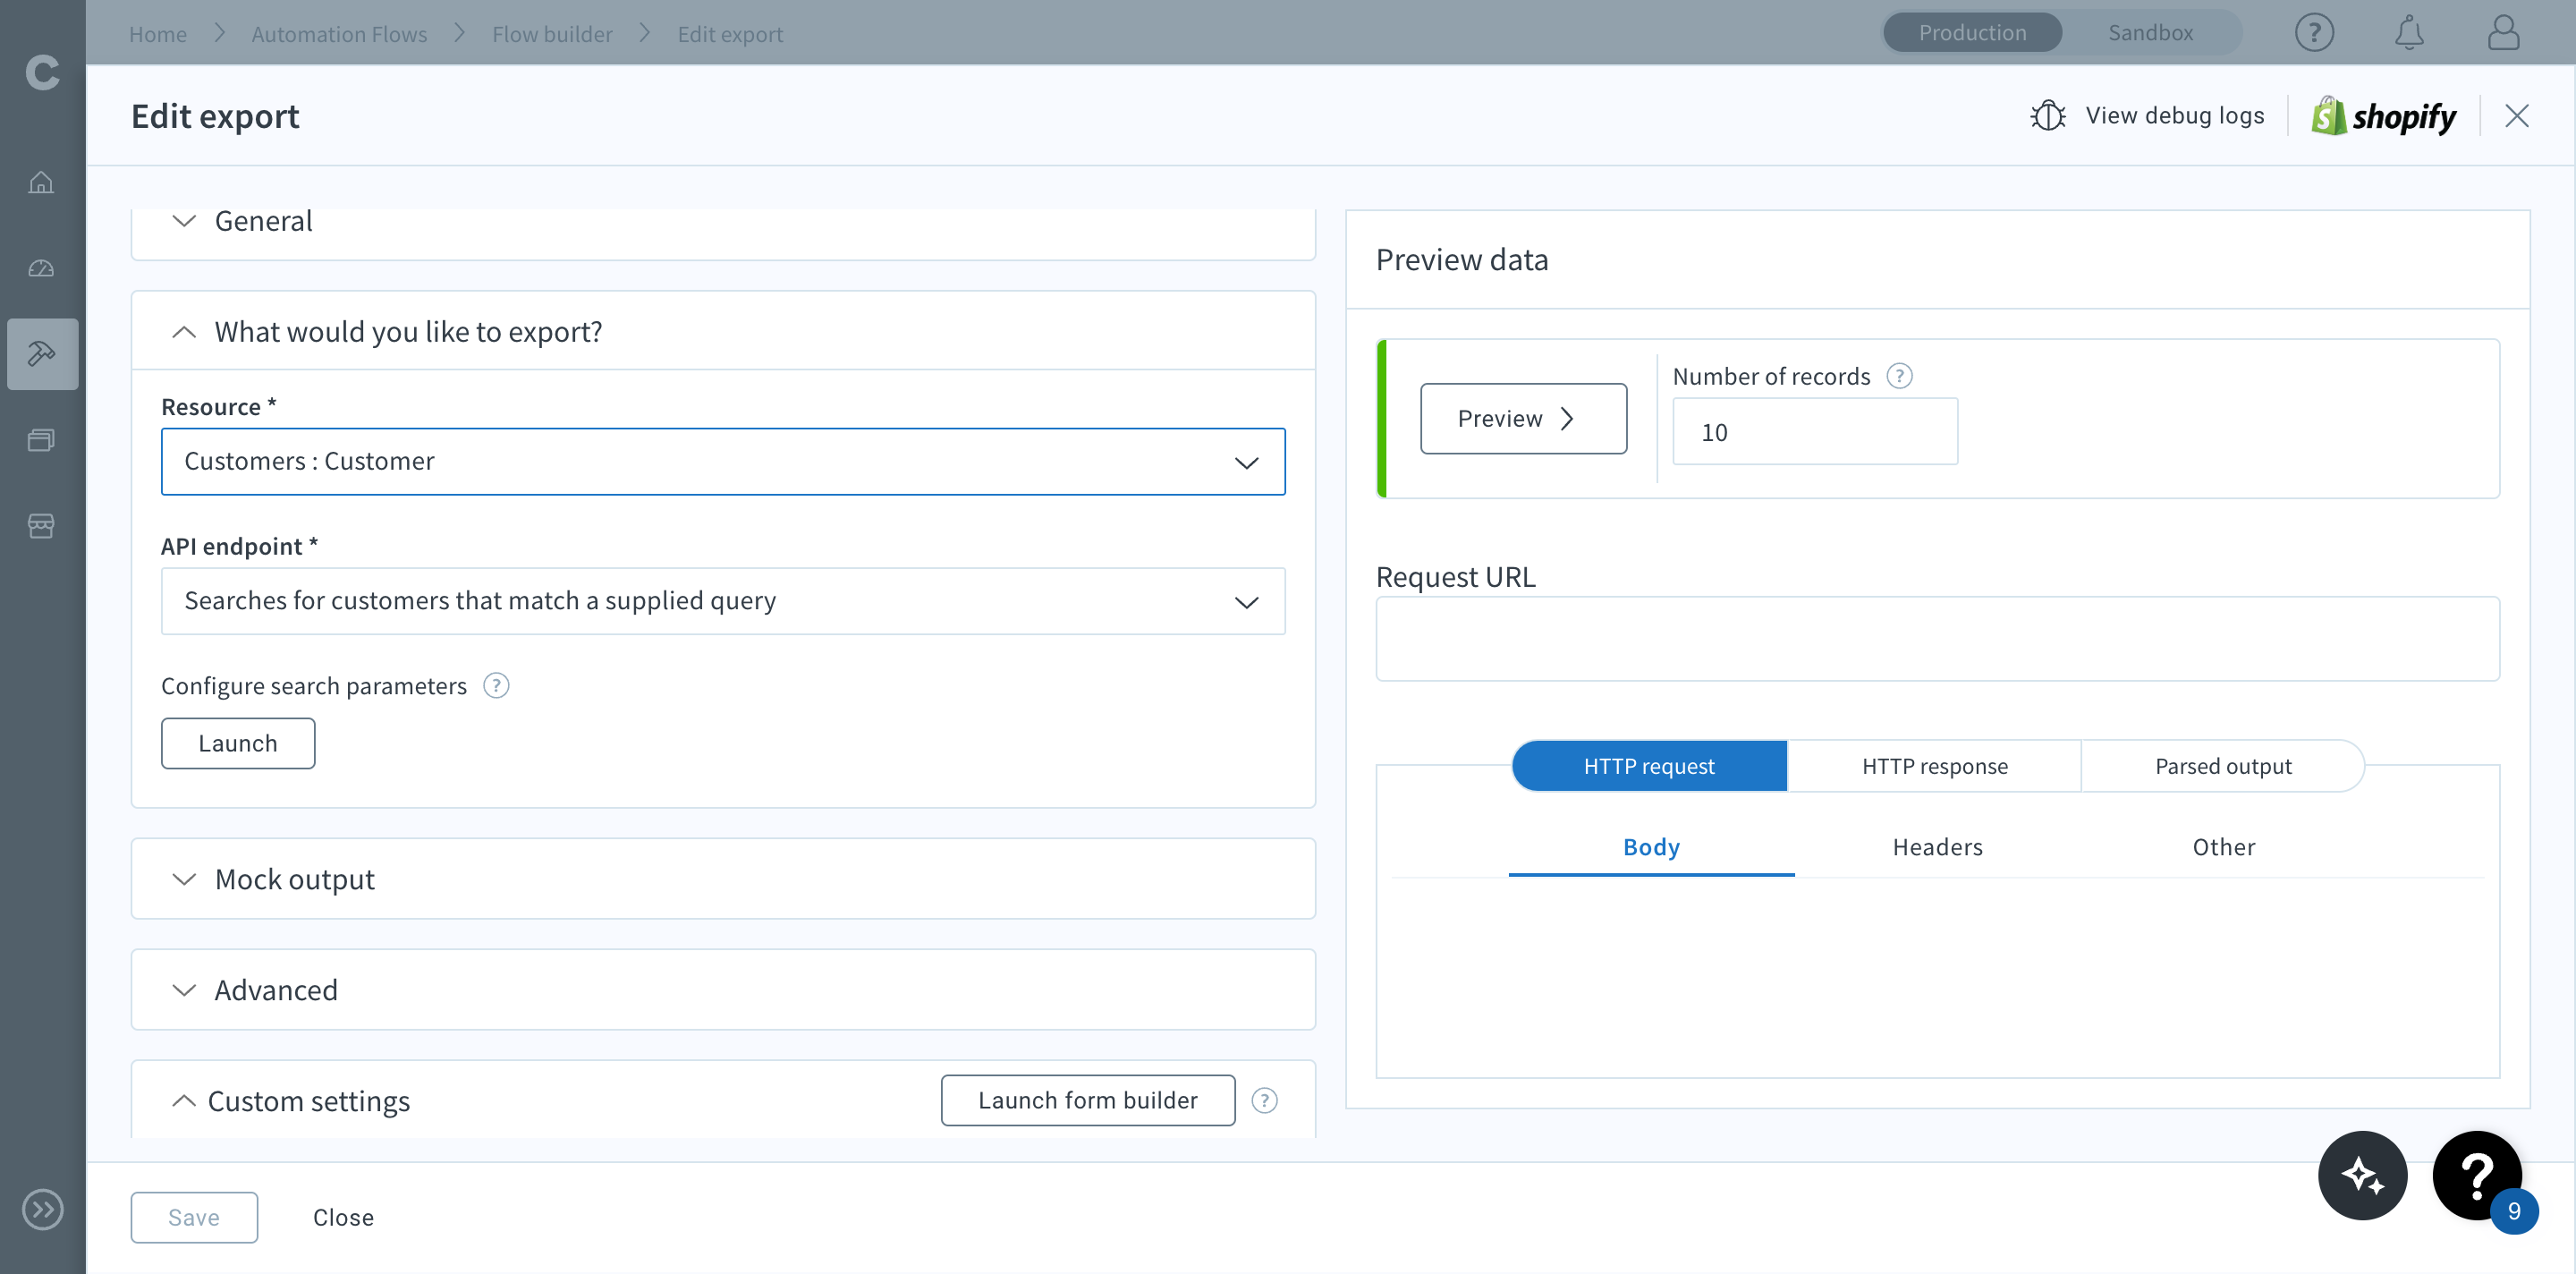 Home > Automation Flows > Flow builder > Edit export
Production Sandbox
Edit export
View debug logs
shopify
General
What would you like to export?
Resource *
Customers : Customer
API endpoint *
Searches for customers that match a supplied query
Configure search parameters ?
Launch
Mock output
Advanced
Custom settings
Launch form builder ?
Save
Close
Preview data
Preview >
Number of records ?
10
Request URL
HTTP request
HTTP response
Parsed output
Body
Headers
Other
?
9